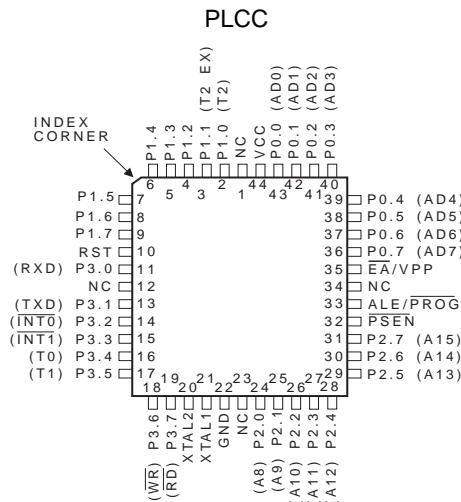 PLCC
INDEX
CORNER
P1.4
P1.3
P1.2
P1.1 (T2 EX)
P1.0 (T2)
NC
VCC
P0.0 (AD0)
P0.1 (AD1)
P0.2 (AD2)
P0.3 (AD3)
6 5 4 3 2 1 44 43 42 41 40
P1.5 7
P1.6 8
P1.7 9
RST 10
(RXD) P3.0 11
NC 12
(TXD) P3.1 13
(INT0) P3.2 14
(INT1) P3.3 15
(T0) P3.4 16
(T1) P3.5 17
39 P0.4 (AD4)
38 P0.5 (AD5)
37 P0.6 (AD6)
36 P0.7 (AD7)
35 EA/VPP
34 NC
33 ALE/PROG
32 PSEN
31 P2.7 (A15)
30 P2.6 (A14)
29 P2.5 (A13)
18 19 20 21 22 23 24 25 26 27 28
(WR) P3.6
(RD) P3.7
XTAL2
XTAL1
GND
NC
(A8) P2.0
(A9) P2.1
(A10) P2.2
(A11) P2.3
(A12) P2.4